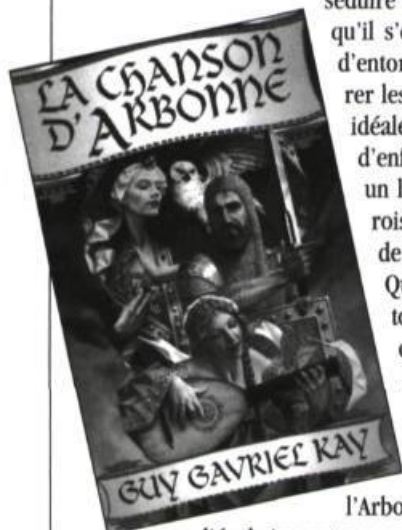 séduire
qu'il s'
d'entor
rer les
idéale
d'enf
un l
rois
de
Qu
to
LA CHANSON
D'ARBONNE
GUY GAVRIEL KAY
l'Arbo